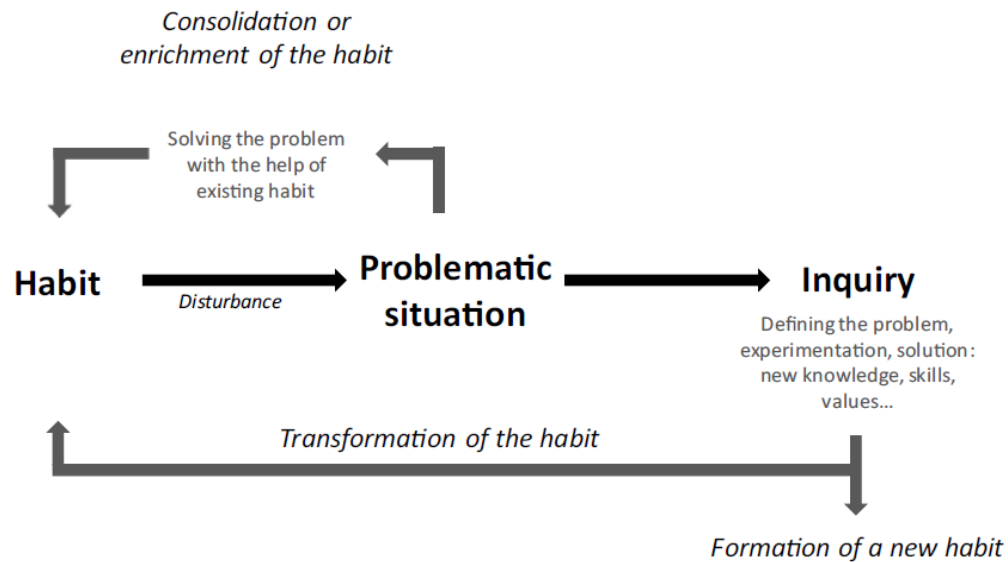 Consolidation or
enrichment of the habit
Solving the problem
with the help of
existing habit
Habit
Disturbance
Problematic
situation
Inquiry
Defining the problem,
experimentation, solution:
new knowledge, skills,
values...
Transformation of the habit
Formation of a new habit